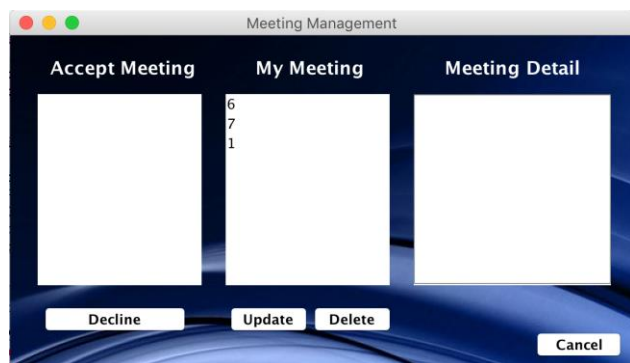 Meeting Management
Accept Meeting
My Meeting
Meeting Detail
6
7
1
Decline
Update
Delete
Cancel